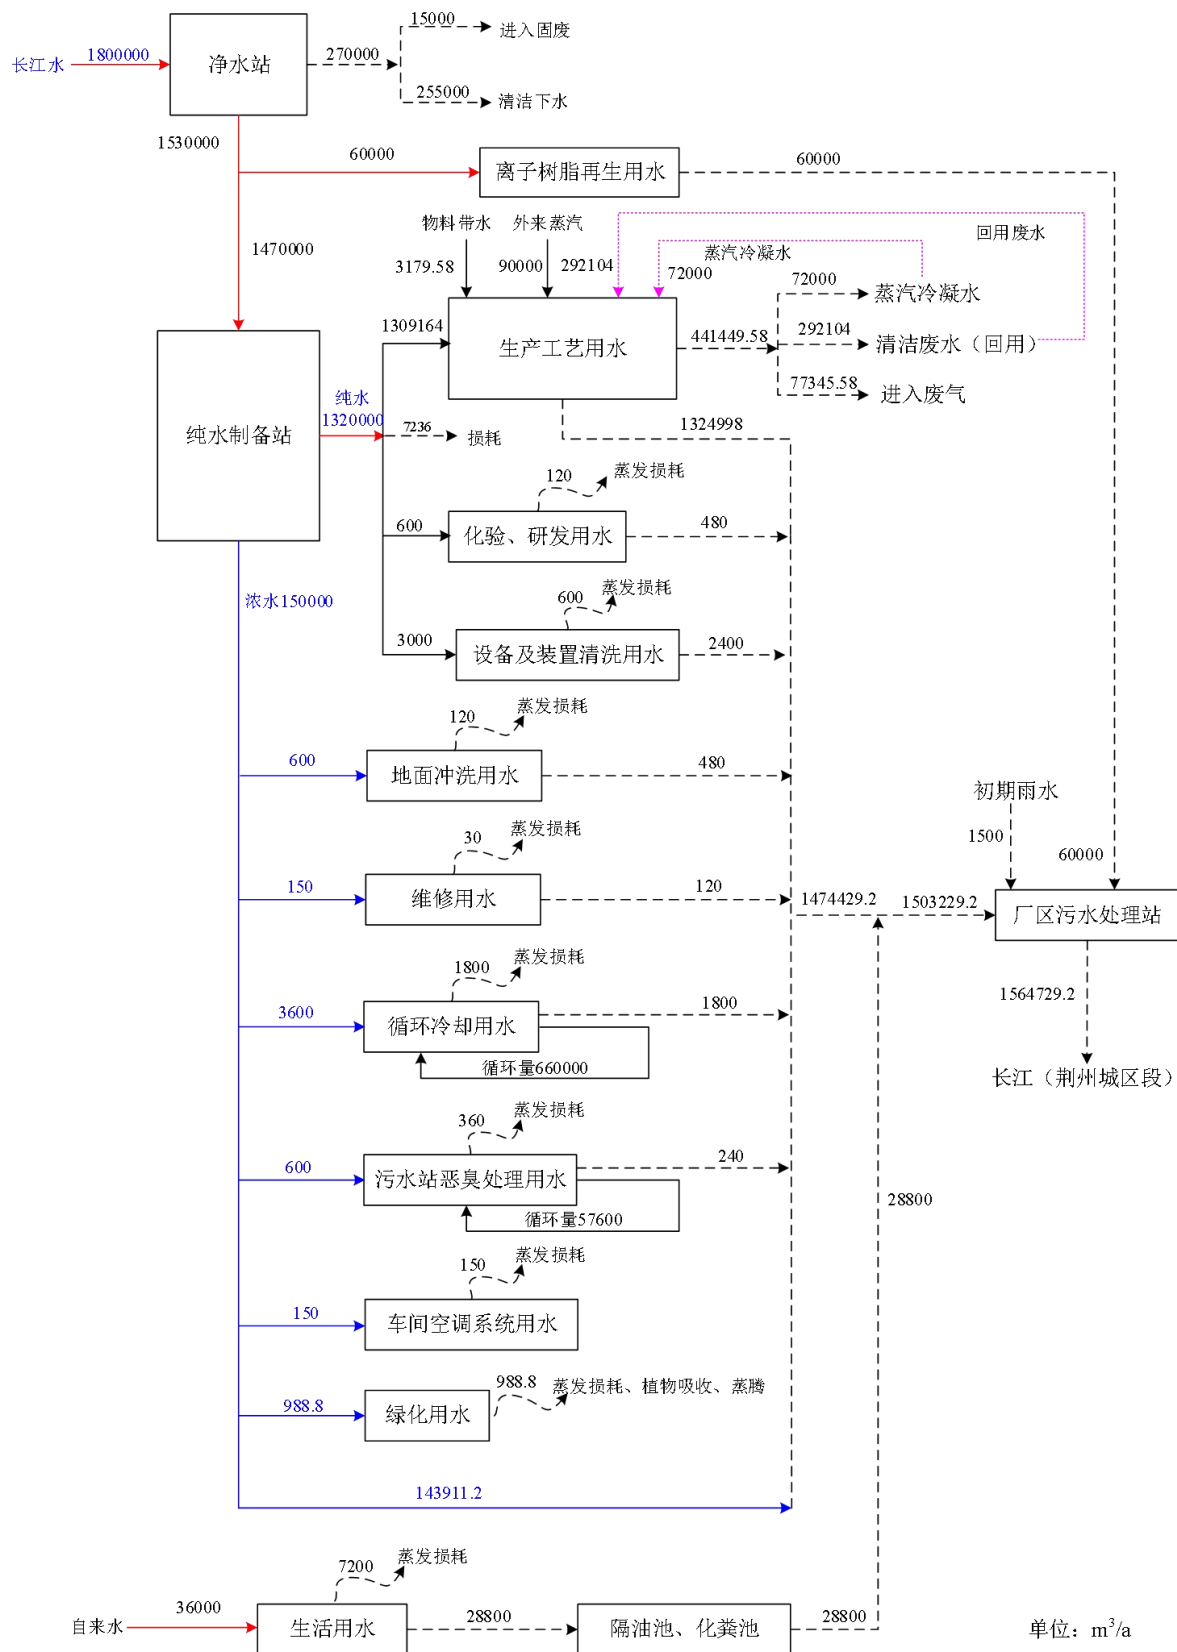 15000
进入固废
长江水
1800000
净水站
270000
255000
清洁下水
1530000
60000
离子树脂再生用水
60000
1470000
物料带水
外来蒸汽
回用废水
3179.58
90000
292104
蒸汽冷凝水
72000
72000
蒸汽冷凝水
1309164
生产工艺用水
441449.58
292104
清洁废水（回用）
77345.58
进入废气
纯水
1320000
纯水制备站
7236
损耗
1324998
120
蒸发损耗
600
化验、研发用水
480
浓水150000
600
蒸发损耗
3000
设备及装置清洗用水
2400
120
蒸发损耗
600
地面冲洗用水
480
初期雨水
1500
60000
30
蒸发损耗
150
维修用水
120
1474429.2
1503229.2
厂区污水处理站
1800
蒸发损耗
3600
循环冷却用水
1800
1564729.2
循环量660000
长江（荆州城区段）
360
蒸发损耗
600
污水站恶臭处理用水
240
28800
循环量57600
150
蒸发损耗
150
车间空调系统用水
988.8
蒸发损耗、植物吸收、蒸腾
988.8
绿化用水
143911.2
7200
蒸发损耗
自来水
36000
生活用水
28800
隔油池、化粪池
28800
单位：m³/a